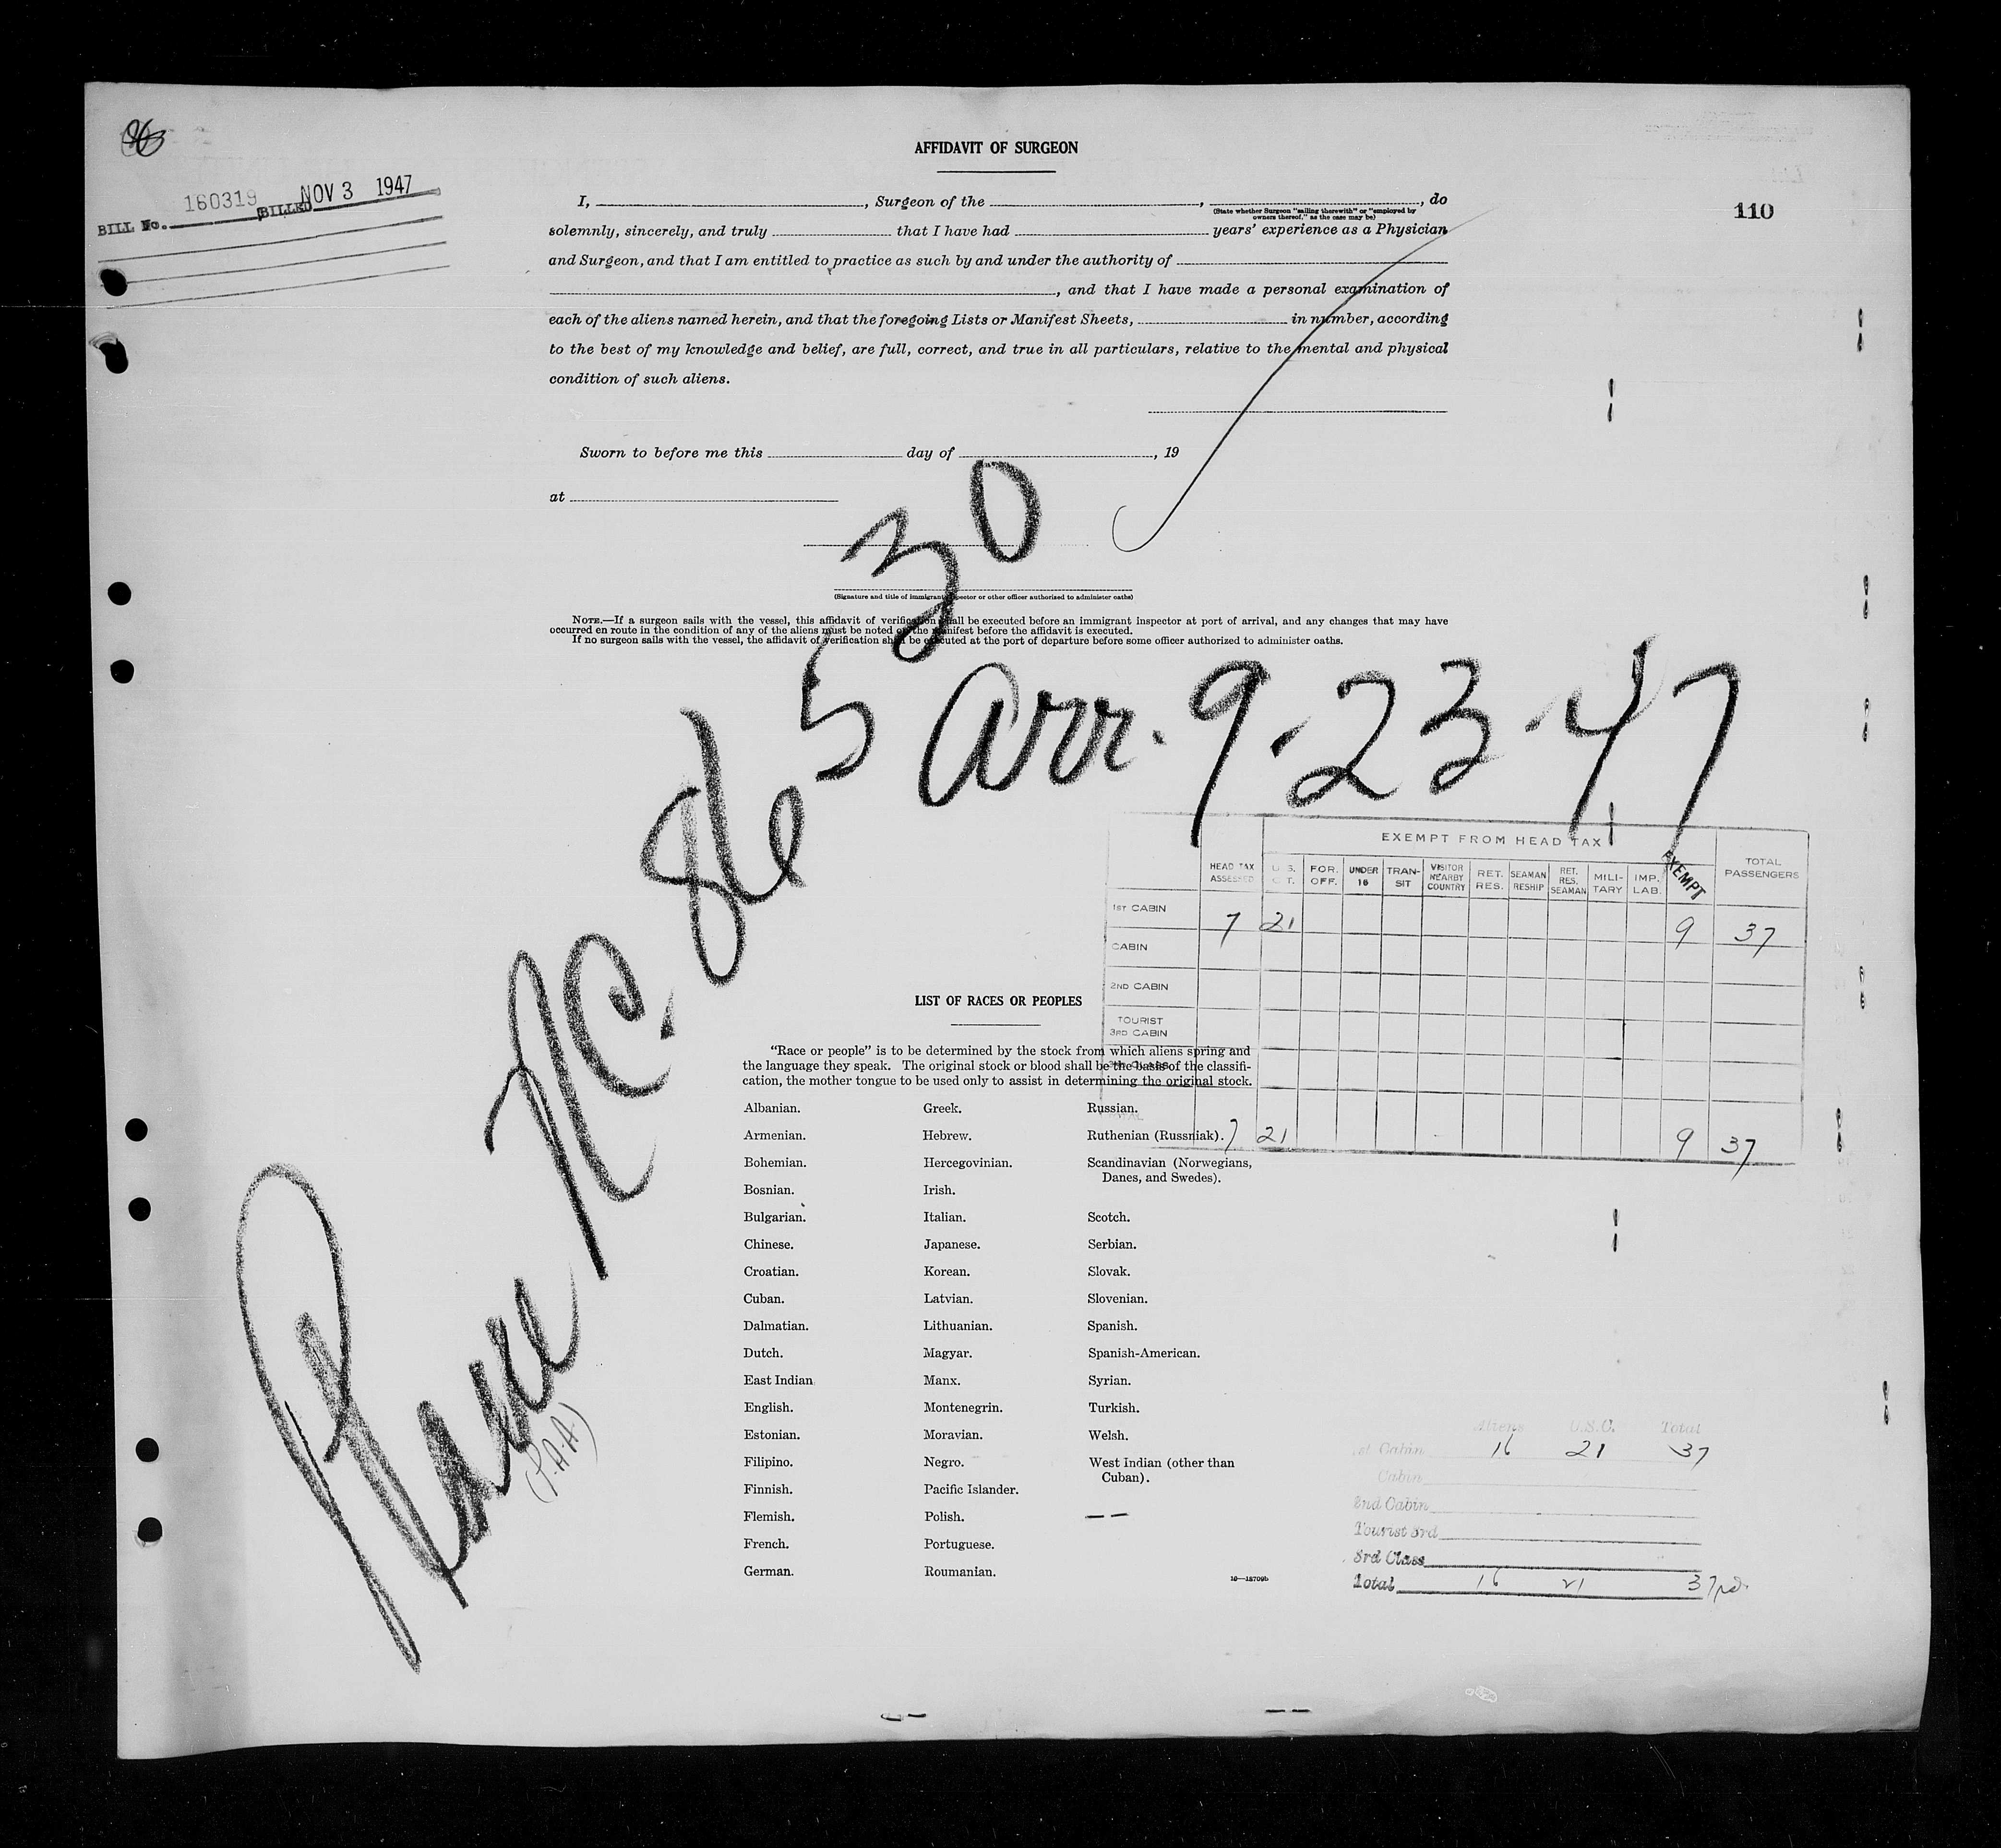 AFFIDAVIT OF SURGEON
BILL No. 160319 BILLED NOV 3 1947
110
I, , Surgeon of the , , do
(State whether Surgeon "sailing therewith" or "employed by
owners thereof," as the case may be)
solemnly, sincerely, and truly that I have had years' experience as a Physician
and Surgeon, and that I am entitled to practice as such by and under the authority of
, and that I have made a personal examination of
each of the aliens named herein, and that the foregoing Lists or Manifest Sheets, in number, according
to the best of my knowledge and belief, are full, correct, and true in all particulars, relative to the mental and physical
condition of such aliens.
Sworn to before me this day of , 19
at
(Signature and title of immigrant inspector or other officer authorized to administer oaths)
NOTE.—If a surgeon sails with the vessel, this affidavit of verification shall be executed before an immigrant inspector at port of arrival, and any changes that may have
occurred en route in the condition of any of the aliens must be noted on the manifest before the affidavit is executed.
If no surgeon sails with the vessel, the affidavit of verification shall be executed at the port of departure before some officer authorized to administer oaths.
Plane NC. 86530
(P.A.A.)
arr. 9.23.47
EXEMPT FROM HEAD TAX
HEAD TAX ASSESSED U.S. CIT. FOR. OFF. UNDER 16 TRANSIT VISITOR NEARBY COUNTRY RET. RES. SEAMAN RESHIP RET. RES. SEAMAN MILITARY IMP. LAB. EXEMPT TOTAL PASSENGERS
1ST CABIN 7 21 9 37
CABIN
2ND CABIN
TOURIST
3RD CABIN
7 21 9 37
LIST OF RACES OR PEOPLES
"Race or people" is to be determined by the stock from which aliens spring and
the language they speak. The original stock or blood shall be the basis of the classifi-
cation, the mother tongue to be used only to assist in determining the original stock.
Albanian.
Armenian.
Bohemian.
Bosnian.
Bulgarian.
Chinese.
Croatian.
Cuban.
Dalmatian.
Dutch.
East Indian
English.
Estonian.
Filipino.
Finnish.
Flemish.
French.
German.
Greek.
Hebrew.
Hercegovinian.
Irish.
Italian.
Japanese.
Korean.
Latvian.
Lithuanian.
Magyar.
Manx.
Montenegrin.
Moravian.
Negro.
Pacific Islander.
Polish.
Portuguese.
Roumanian.
Russian.
Ruthenian (Russniak).
Scandinavian (Norwegians,
Danes, and Swedes).
Scotch.
Serbian.
Slovak.
Slovenian.
Spanish.
Spanish-American.
Syrian.
Turkish.
Welsh.
West Indian (other than
Cuban).
16—18709b
Aliens U.S.C. Total
1st Cabin 16 21 37
Cabin
2nd Cabin
Tourist 3rd
3rd Class
Total 16 21 37